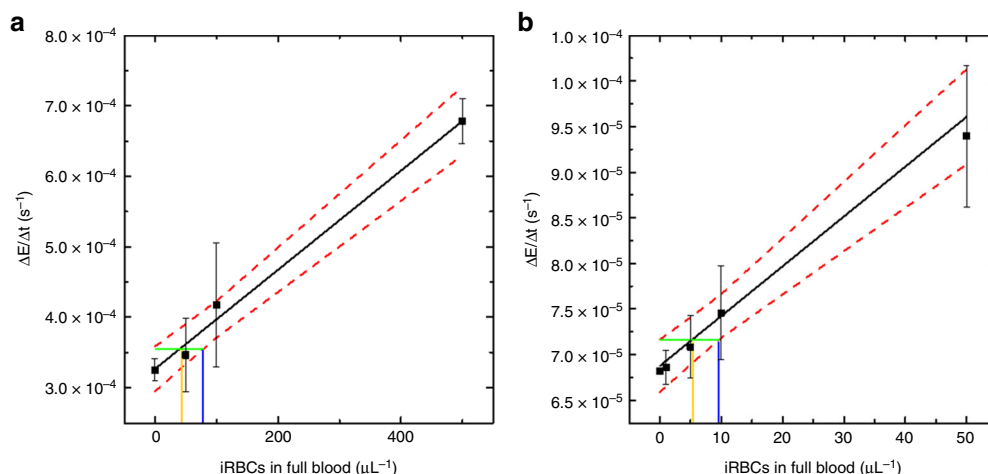 a
8.0 × 10⁻⁴
7.0 × 10⁻⁴
6.0 × 10⁻⁴
5.0 × 10⁻⁴
4.0 × 10⁻⁴
3.0 × 10⁻⁴
ΔE/Δt (s⁻¹)
0 200 400
iRBCs in full blood (μL⁻¹)
b
1.0 × 10⁻⁴
1.0 × 10⁻⁴
9.5 × 10⁻⁵
9.0 × 10⁻⁵
8.5 × 10⁻⁵
8.0 × 10⁻⁵
7.5 × 10⁻⁵
7.0 × 10⁻⁵
6.5 × 10⁻⁵
ΔE/Δt (s⁻¹)
0 10 20 30 40 50
iRBCs in full blood (μL⁻¹)